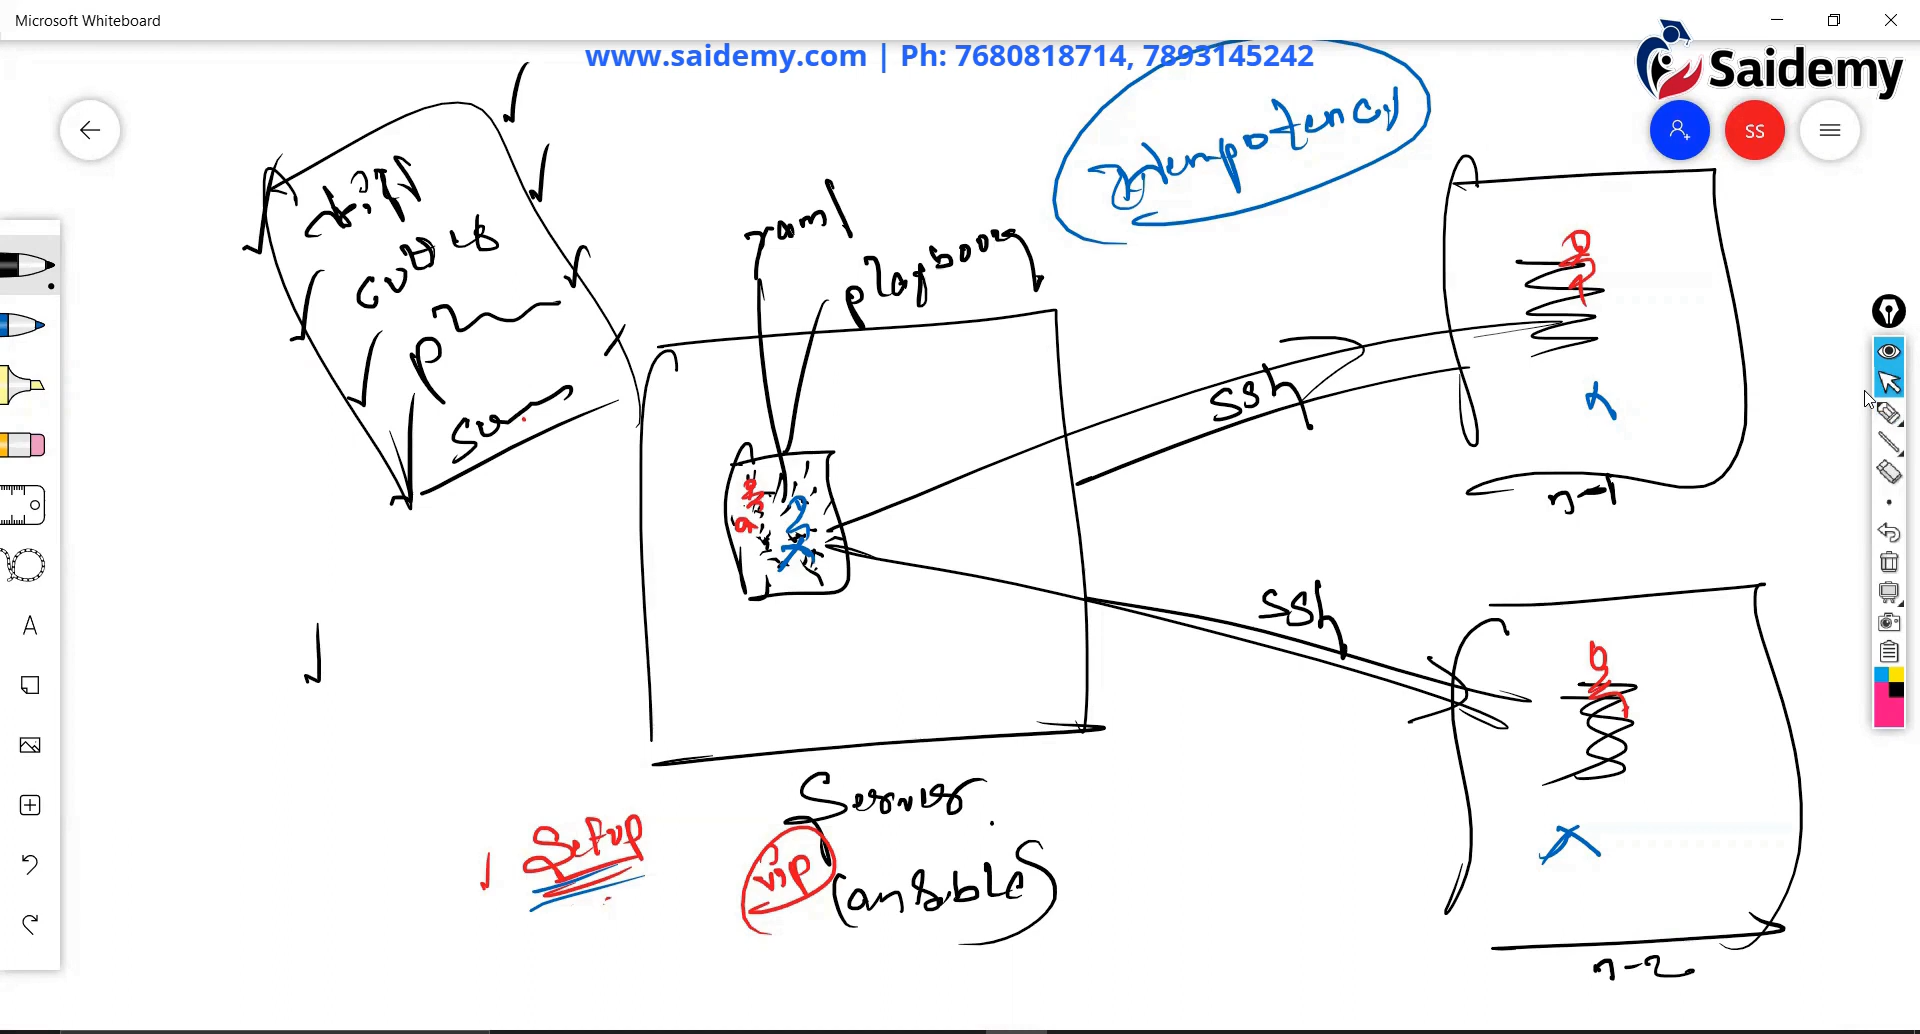 Microsoft Whiteboard
www.saidemy.com | Ph: 7680818714, 7893145242
Saidemy
SS
Idempotency
yaml
playbook
ssh
n-1
ssh
A
Server
Setup
vip
(ansible)
n-2